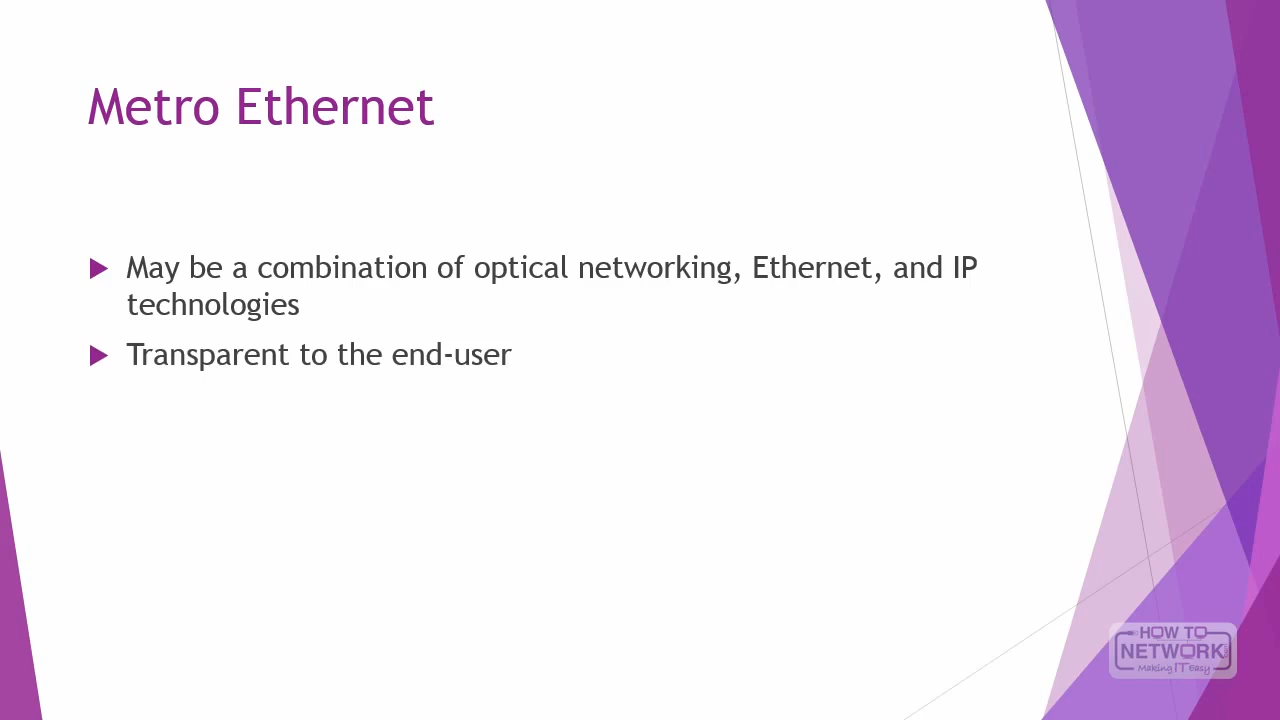 Metro Ethernet
May be a combination of optical networking, Ethernet, and IP
technologies
Transparent to the end-user
HOW TO
NETWORK
Making IT Easy